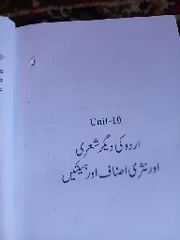 Unit-10
اردو کی دیگر شعری
اور نثری اصناف اور ہیئتیں